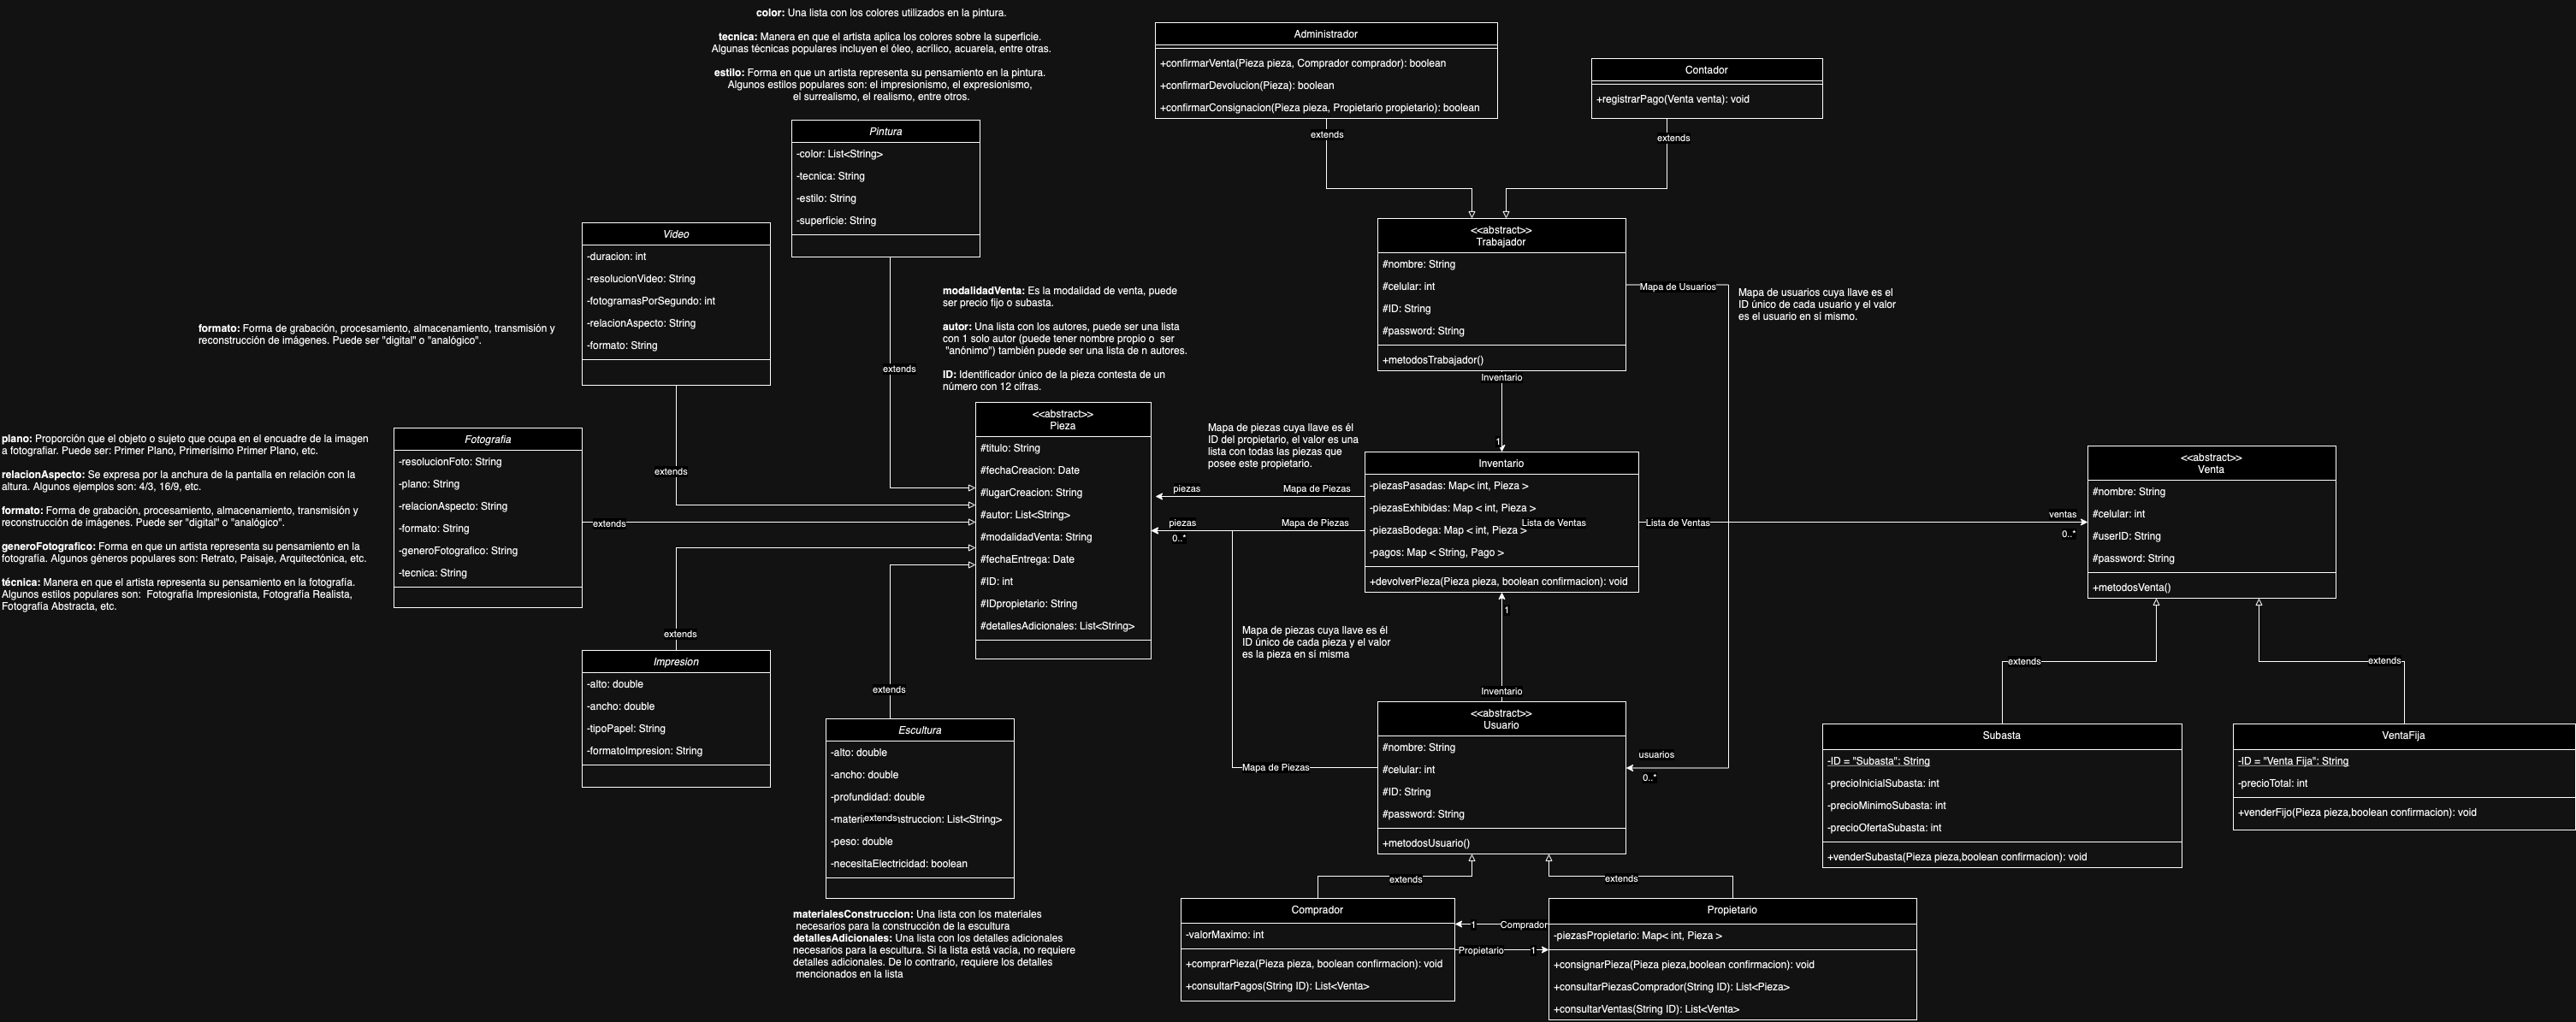 color: Una lista con los colores utilizados en la pintura.
tecnica: Manera en que el artista aplica los colores sobre la superficie.
Algunas técnicas populares incluyen el óleo, acrílico, acuarela, entre otras.
estilo: Forma en que un artista representa su pensamiento en la pintura.
Algunos estilos populares son: el impresionismo, el expresionismo,
el surrealismo, el realismo, entre otros.
Pintura
-color: List<String>
-tecnica: String
-estilo: String
-superficie: String
extends
Video
-duracion: int
-resolucionVideo: String
-fotogramasPorSegundo: int
-relacionAspecto: String
-formato: String
extends
formato: Forma de grabación, procesamiento, almacenamiento, transmisión y
reconstrucción de imágenes. Puede ser "digital" o "analógico".
plano: Proporción que el objeto o sujeto que ocupa en el encuadre de la imagen
a fotografiar. Puede ser: Primer Plano, Primerísimo Primer Plano, etc.
relacionAspecto: Se expresa por la anchura de la pantalla en relación con la
altura. Algunos ejemplos son: 4/3, 16/9, etc.
formato: Forma de grabación, procesamiento, almacenamiento, transmisión y
reconstrucción de imágenes. Puede ser "digital" o "analógico".
generoFotografico: Forma en que un artista representa su pensamiento en la
fotografía. Algunos géneros populares son: Retrato, Paisaje, Arquitectónica, etc.
técnica: Manera en que el artista representa su pensamiento en la fotografía.
Algunos estilos populares son: Fotografía Impresionista, Fotografía Realista,
Fotografía Abstracta, etc.
Fotografia
-resolucionFoto: String
-plano: String
-relacionAspecto: String
-formato: String
-generoFotografico: String
-tecnica: String
extends
extends
Impresion
-alto: double
-ancho: double
-tipoPapel: String
-formatoImpresion: String
extends
Escultura
-alto: double
-ancho: double
-profundidad: double
-materi
extends
nstruccion: List<String>
-peso: double
-necesitaElectricidad: boolean
materialesConstruccion: Una lista con los materiales
necesarios para la construcción de la escultura
detallesAdicionales: Una lista con los detalles adicionales
necesarios para la escultura. Si la lista está vacía, no requiere
detalles adicionales. De lo contrario, requiere los detalles
mencionados en la lista
modalidadVenta: Es la modalidad de venta, puede
ser precio fijo o subasta.
autor: Una lista con los autores, puede ser una lista
con 1 solo autor (puede tener nombre propio o ser
"anónimo") también puede ser una lista de n autores.
ID: Identificador único de la pieza contesta de un
número con 12 cifras.
<<abstract>>
Pieza
#titulo: String
#fechaCreacion: Date
#lugarCreacion: String
#autor: List<String>
#modalidadVenta: String
#fechaEntrega: Date
#ID: int
#IDpropietario: String
#detallesAdicionales: List<String>
Administrador
+confirmarVenta(Pieza pieza, Comprador comprador): boolean
+confirmarDevolucion(Pieza): boolean
+confirmarConsignacion(Pieza pieza, Propietario propietario): boolean
extends
Contador
+registrarPago(Venta venta): void
extends
<<abstract>>
Trabajador
#nombre: String
#celular: int
#ID: String
#password: String
+metodosTrabajador()
Mapa de Usuarios
Mapa de usuarios cuya llave es el
ID único de cada usuario y el valor
es el usuario en sí mismo.
Inventario
1
Mapa de piezas cuya llave es él
ID del propietario, el valor es una
lista con todas las piezas que
posee este propietario.
piezas
Mapa de Piezas
piezas
Mapa de Piezas
0..*
Inventario
-piezasPasadas: Map< int, Pieza >
-piezasExhibidas: Map < int, Pieza >
-piezasBodega: Map < int, Pieza >
Lista de Ventas
-pagos: Map < String, Pago >
+devolverPieza(Pieza pieza, boolean confirmacion): void
Lista de Ventas
ventas
0..*
1
Mapa de piezas cuya llave es él
ID único de cada pieza y el valor
es la pieza en sí misma
Inventario
Mapa de Piezas
<<abstract>>
Usuario
#nombre: String
#celular: int
#ID: String
#password: String
+metodosUsuario()
usuarios
0..*
extends
extends
Comprador
-valorMaximo: int
+comprarPieza(Pieza pieza, boolean confirmacion): void
+consultarPagos(String ID): List<Venta>
1
Comprador
Propietario
1
Propietario
-piezasPropietario: Map< int, Pieza >
+consignarPieza(Pieza pieza,boolean confirmacion): void
+consultarPiezasComprador(String ID): List<Pieza>
+consultarVentas(String ID): List<Venta>
<<abstract>>
Venta
#nombre: String
#celular: int
#userID: String
#password: String
+metodosVenta()
extends
extends
Subasta
-ID = "Subasta": String
-precioInicialSubasta: int
-precioMinimoSubasta: int
-precioOfertaSubasta: int
+venderSubasta(Pieza pieza,boolean confirmacion): void
VentaFija
-ID = "Venta Fija": String
-precioTotal: int
+venderFijo(Pieza pieza,boolean confirmacion): void